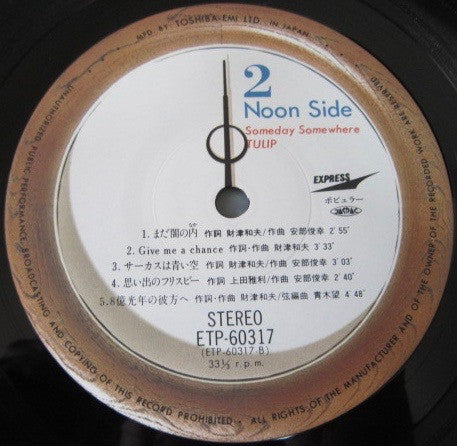 MFD. BY TOSHIBA-EMI LTD. IN JAPAN.
2
Noon Side
Someday Somewhere
TULIP
EXPRESS
ポピュラー
1. まだ闇の内 作詞 財津和夫/作曲 安部俊幸 2´55˝
なか
2. Give me a chance 作詞・作曲 財津和夫 3´33˝
3. サーカスは青い空 作詞 財津和夫/作曲 安部俊幸 3´03˝
4. 思い出のフリスビー 作詞 上田雅利/作曲 安部俊幸 2´40˝
5.8億光年の彼方へ 作詞・作曲 財津和夫/弦編曲 青木望 4´48˝
STEREO
ETP-60317
(ETP-60317 B)
33⅓ r.p.m.
UNAUTHORIZED PUBLIC PERFORMANCE, BROADCASTING AND COPYING OF THIS RECORD PROHIBITED • ALL RIGHTS OF THE MANUFACTURER AND OF THE OWNER OF THE RECORDED WORK ARE RESERVED